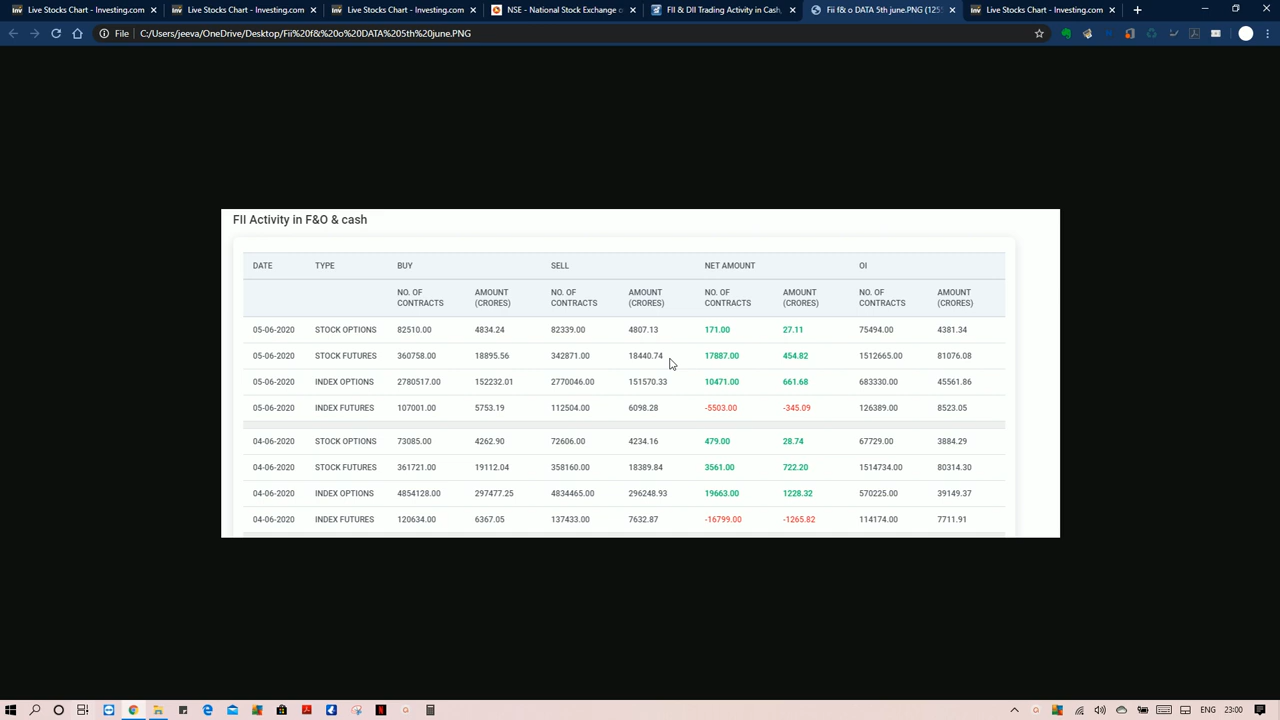 Live Stocks Chart - Investing.com
Live Stocks Chart - Investing.com
Live Stocks Chart - Investing.com
NSE - National Stock Exchange o
FII & DII Trading Activity in Cash,
Fii f& o DATA 5th june.PNG (125
Live Stocks Chart - Investing.com
File C:/Users/jeeva/OneDrive/Desktop/Fii%20f&%20o%20DATA%205th%20june.PNG
FII Activity in F&O & cash
DATE TYPE BUY SELL NET AMOUNT OI
NO. OF CONTRACTS AMOUNT (CRORES) NO. OF CONTRACTS AMOUNT (CRORES) NO. OF CONTRACTS AMOUNT (CRORES) NO. OF CONTRACTS AMOUNT (CRORES)
05-06-2020 STOCK OPTIONS 82510.00 4834.24 82339.00 4807.13 171.00 27.11 75494.00 4381.34
05-06-2020 STOCK FUTURES 360758.00 18895.56 342871.00 18440.74 17887.00 454.82 1512665.00 81076.08
05-06-2020 INDEX OPTIONS 2780517.00 152232.01 2770046.00 151570.33 10471.00 661.68 683330.00 45561.86
05-06-2020 INDEX FUTURES 107001.00 5753.19 112504.00 6098.28 -5503.00 -345.09 126389.00 8523.05
04-06-2020 STOCK OPTIONS 73085.00 4262.90 72606.00 4234.16 479.00 28.74 67729.00 3884.29
04-06-2020 STOCK FUTURES 361721.00 19112.04 358160.00 18389.84 3561.00 722.20 1514734.00 80314.30
04-06-2020 INDEX OPTIONS 4854128.00 297477.25 4834465.00 296248.93 19663.00 1228.32 570225.00 39149.37
04-06-2020 INDEX FUTURES 120634.00 6367.05 137433.00 7632.87 -16799.00 -1265.82 114174.00 7711.91
ENG 23:00